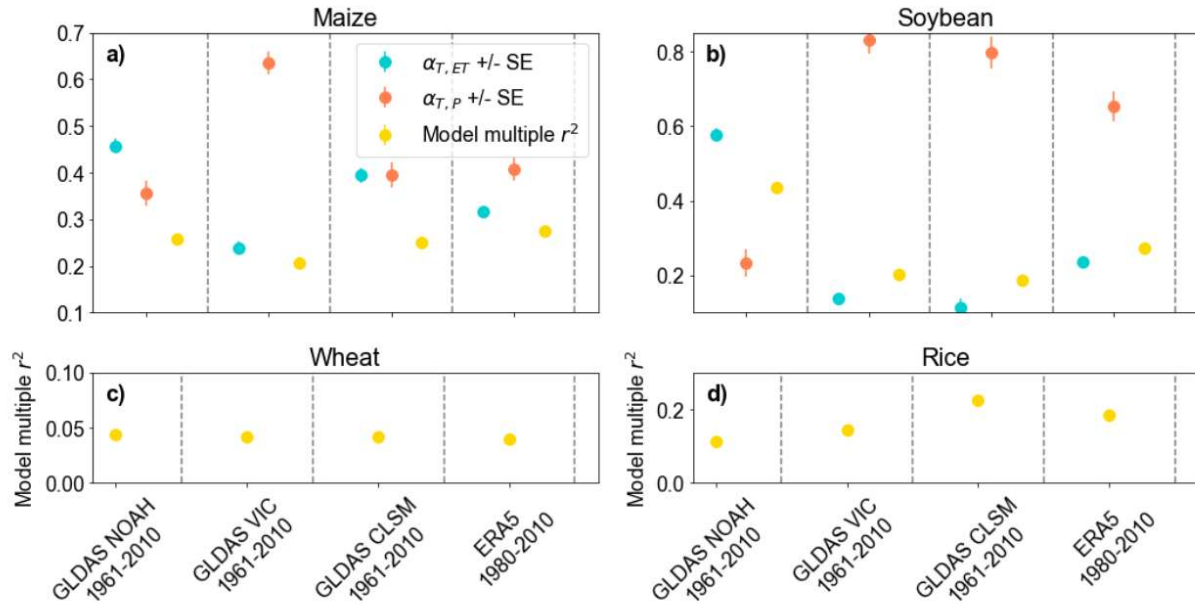 Maize
a)
0.7
0.6
0.5
0.4
0.3
0.2
0.1
α_{T, ET} +/- SE
α_{T, P} +/- SE
Model multiple r²
Soybean
b)
0.8
0.6
0.4
0.2
Wheat
c)
Model multiple r²
0.10
0.05
0.00
GLDAS NOAH
1961-2010
GLDAS VIC
1961-2010
GLDAS CLSM
1961-2010
ERA5
1980-2010
Rice
d)
Model multiple r²
0.2
0.0
GLDAS NOAH
1961-2010
GLDAS VIC
1961-2010
GLDAS CLSM
1961-2010
ERA5
1980-2010